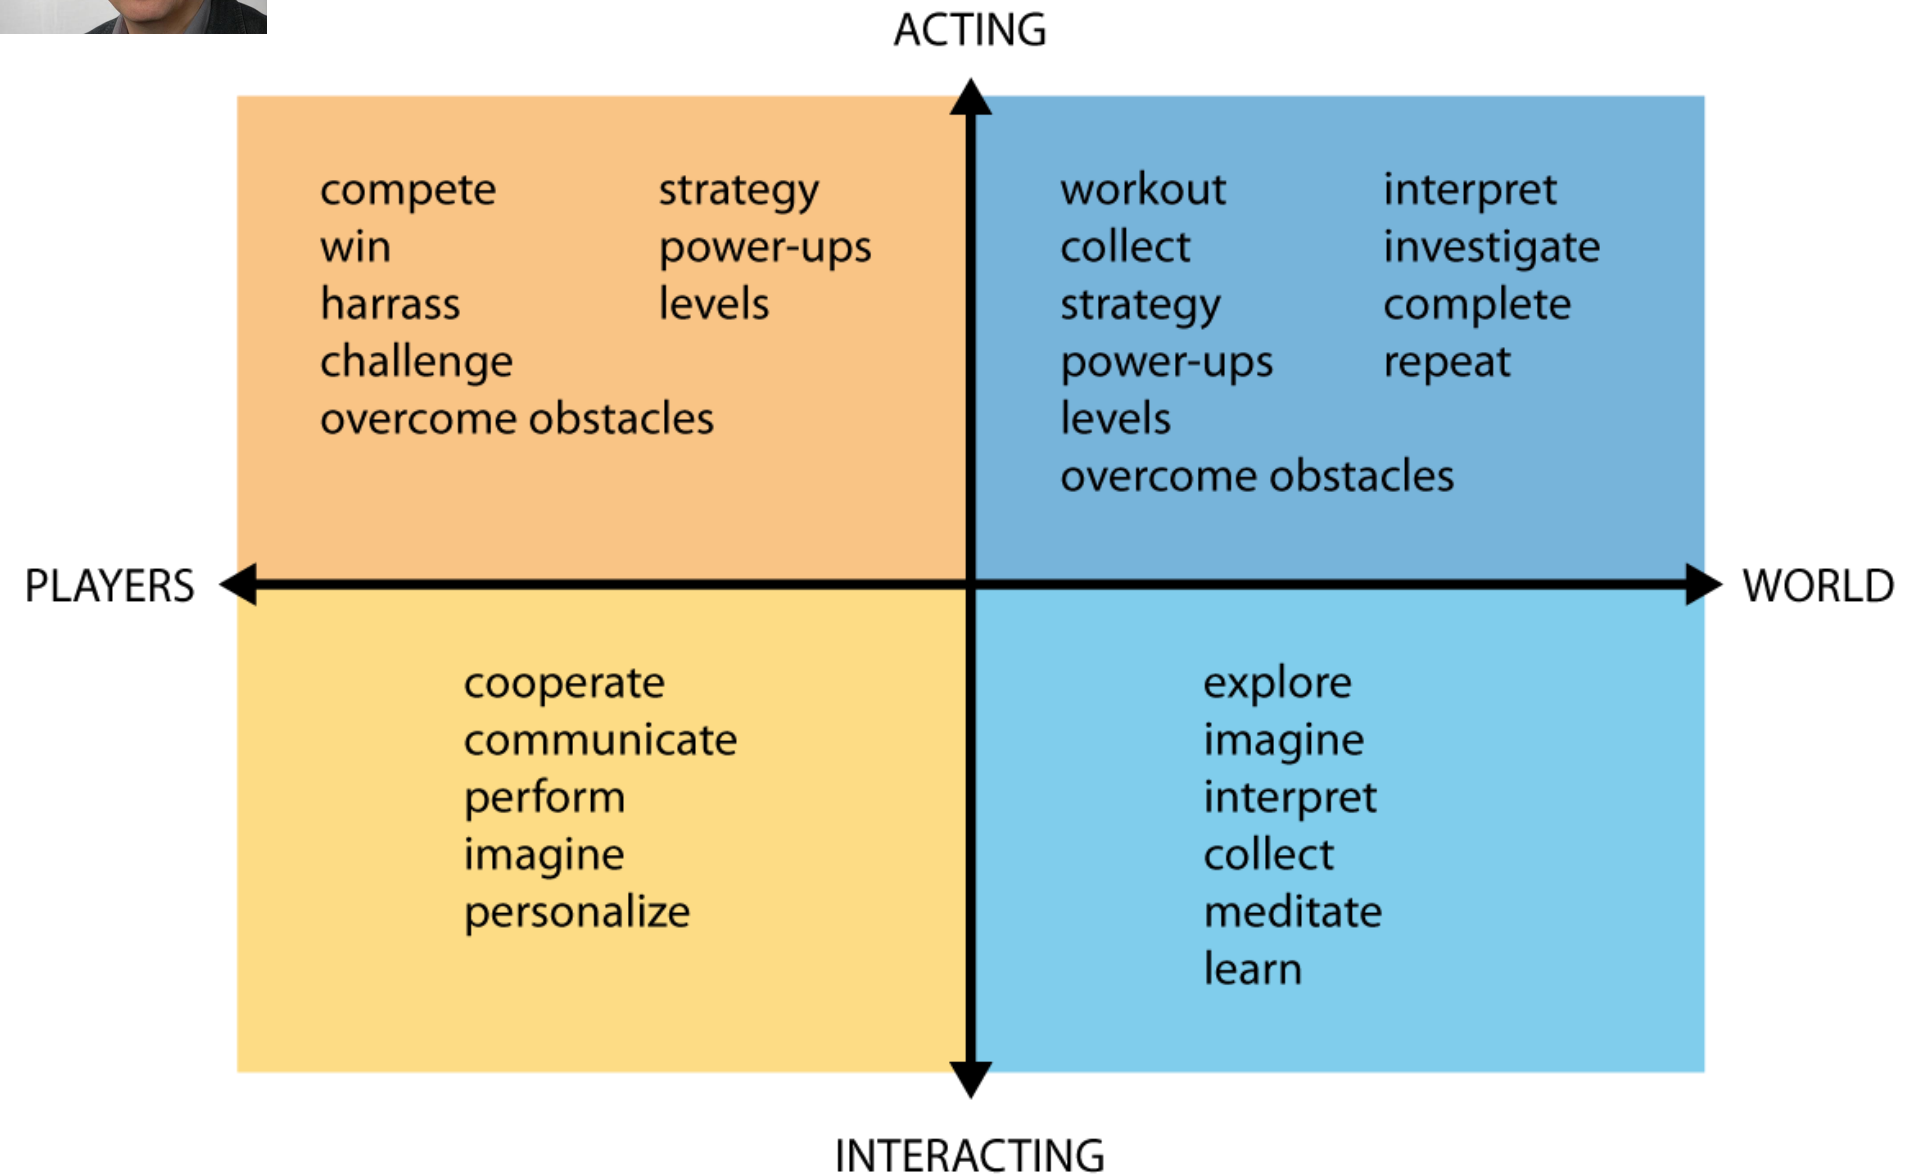 ACTING
compete
win
harrass
challenge
overcome obstacles
strategy
power-ups
levels
workout
collect
strategy
power-ups
levels
overcome obstacles
interpret
investigate
complete
repeat
PLAYERS
WORLD
cooperate
communicate
perform
imagine
personalize
explore
imagine
interpret
collect
meditate
learn
INTERACTING